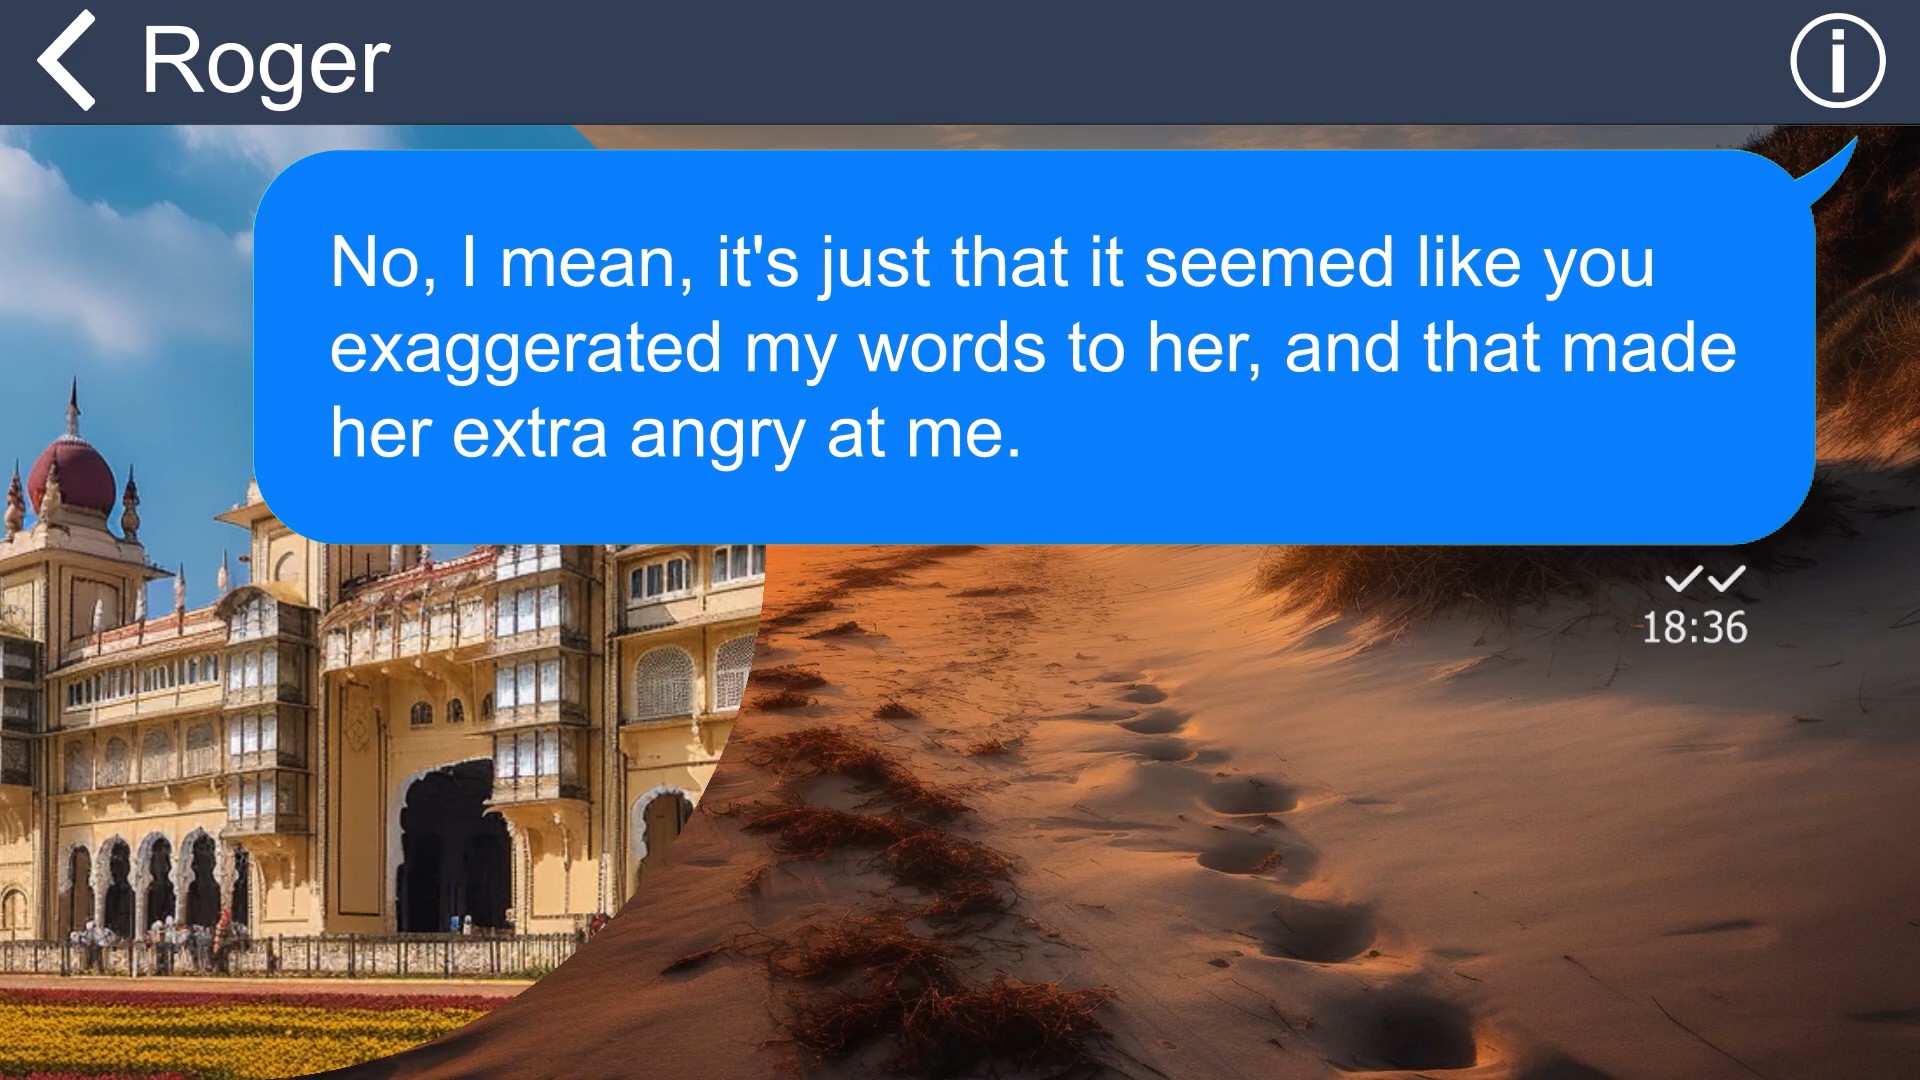 Roger
No, I mean, it's just that it seemed like you
exaggerated my words to her, and that made
her extra angry at me.
18:36